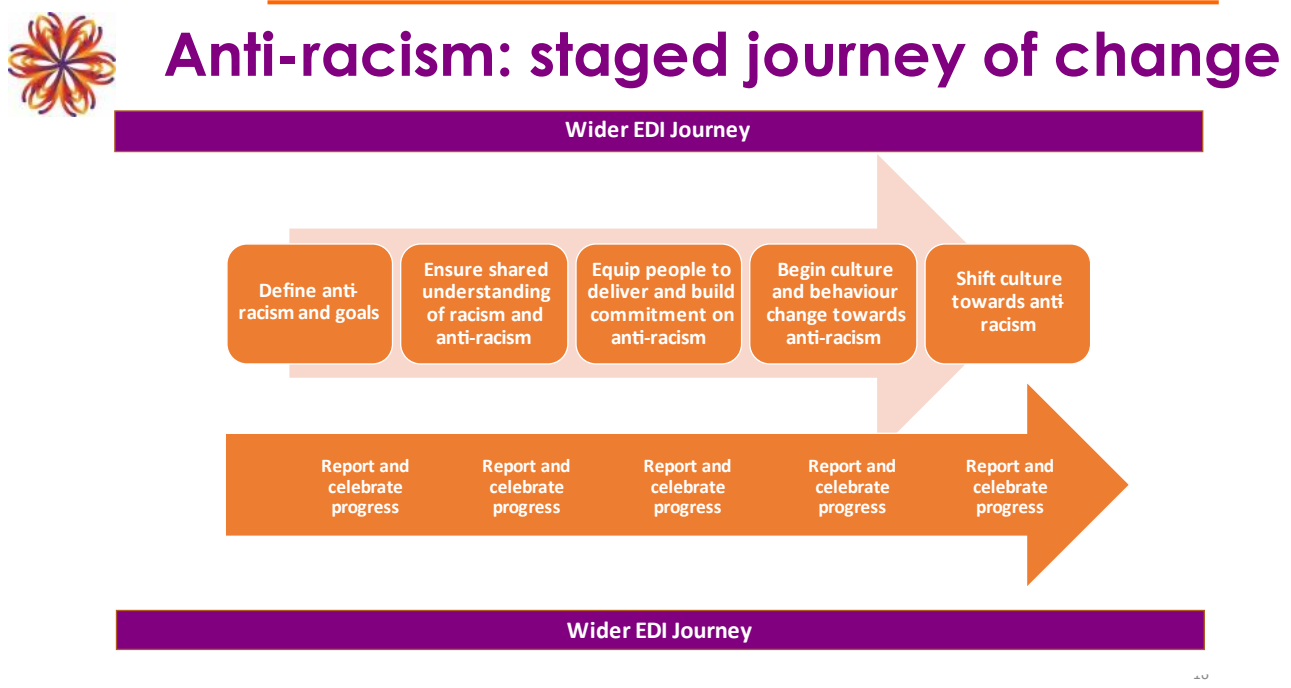 Anti-racism: staged journey of change
Wider EDI Journey
Define anti-
racism and goals
Ensure shared
understanding
of racism and
anti-racism
Equip people to
deliver and build
commitment on
anti-racism
Begin culture
and behaviour
change towards
anti-racism
Shift culture
towards anti-
racism
Report and
celebrate
progress
Report and
celebrate
progress
Report and
celebrate
progress
Report and
celebrate
progress
Report and
celebrate
progress
Wider EDI Journey